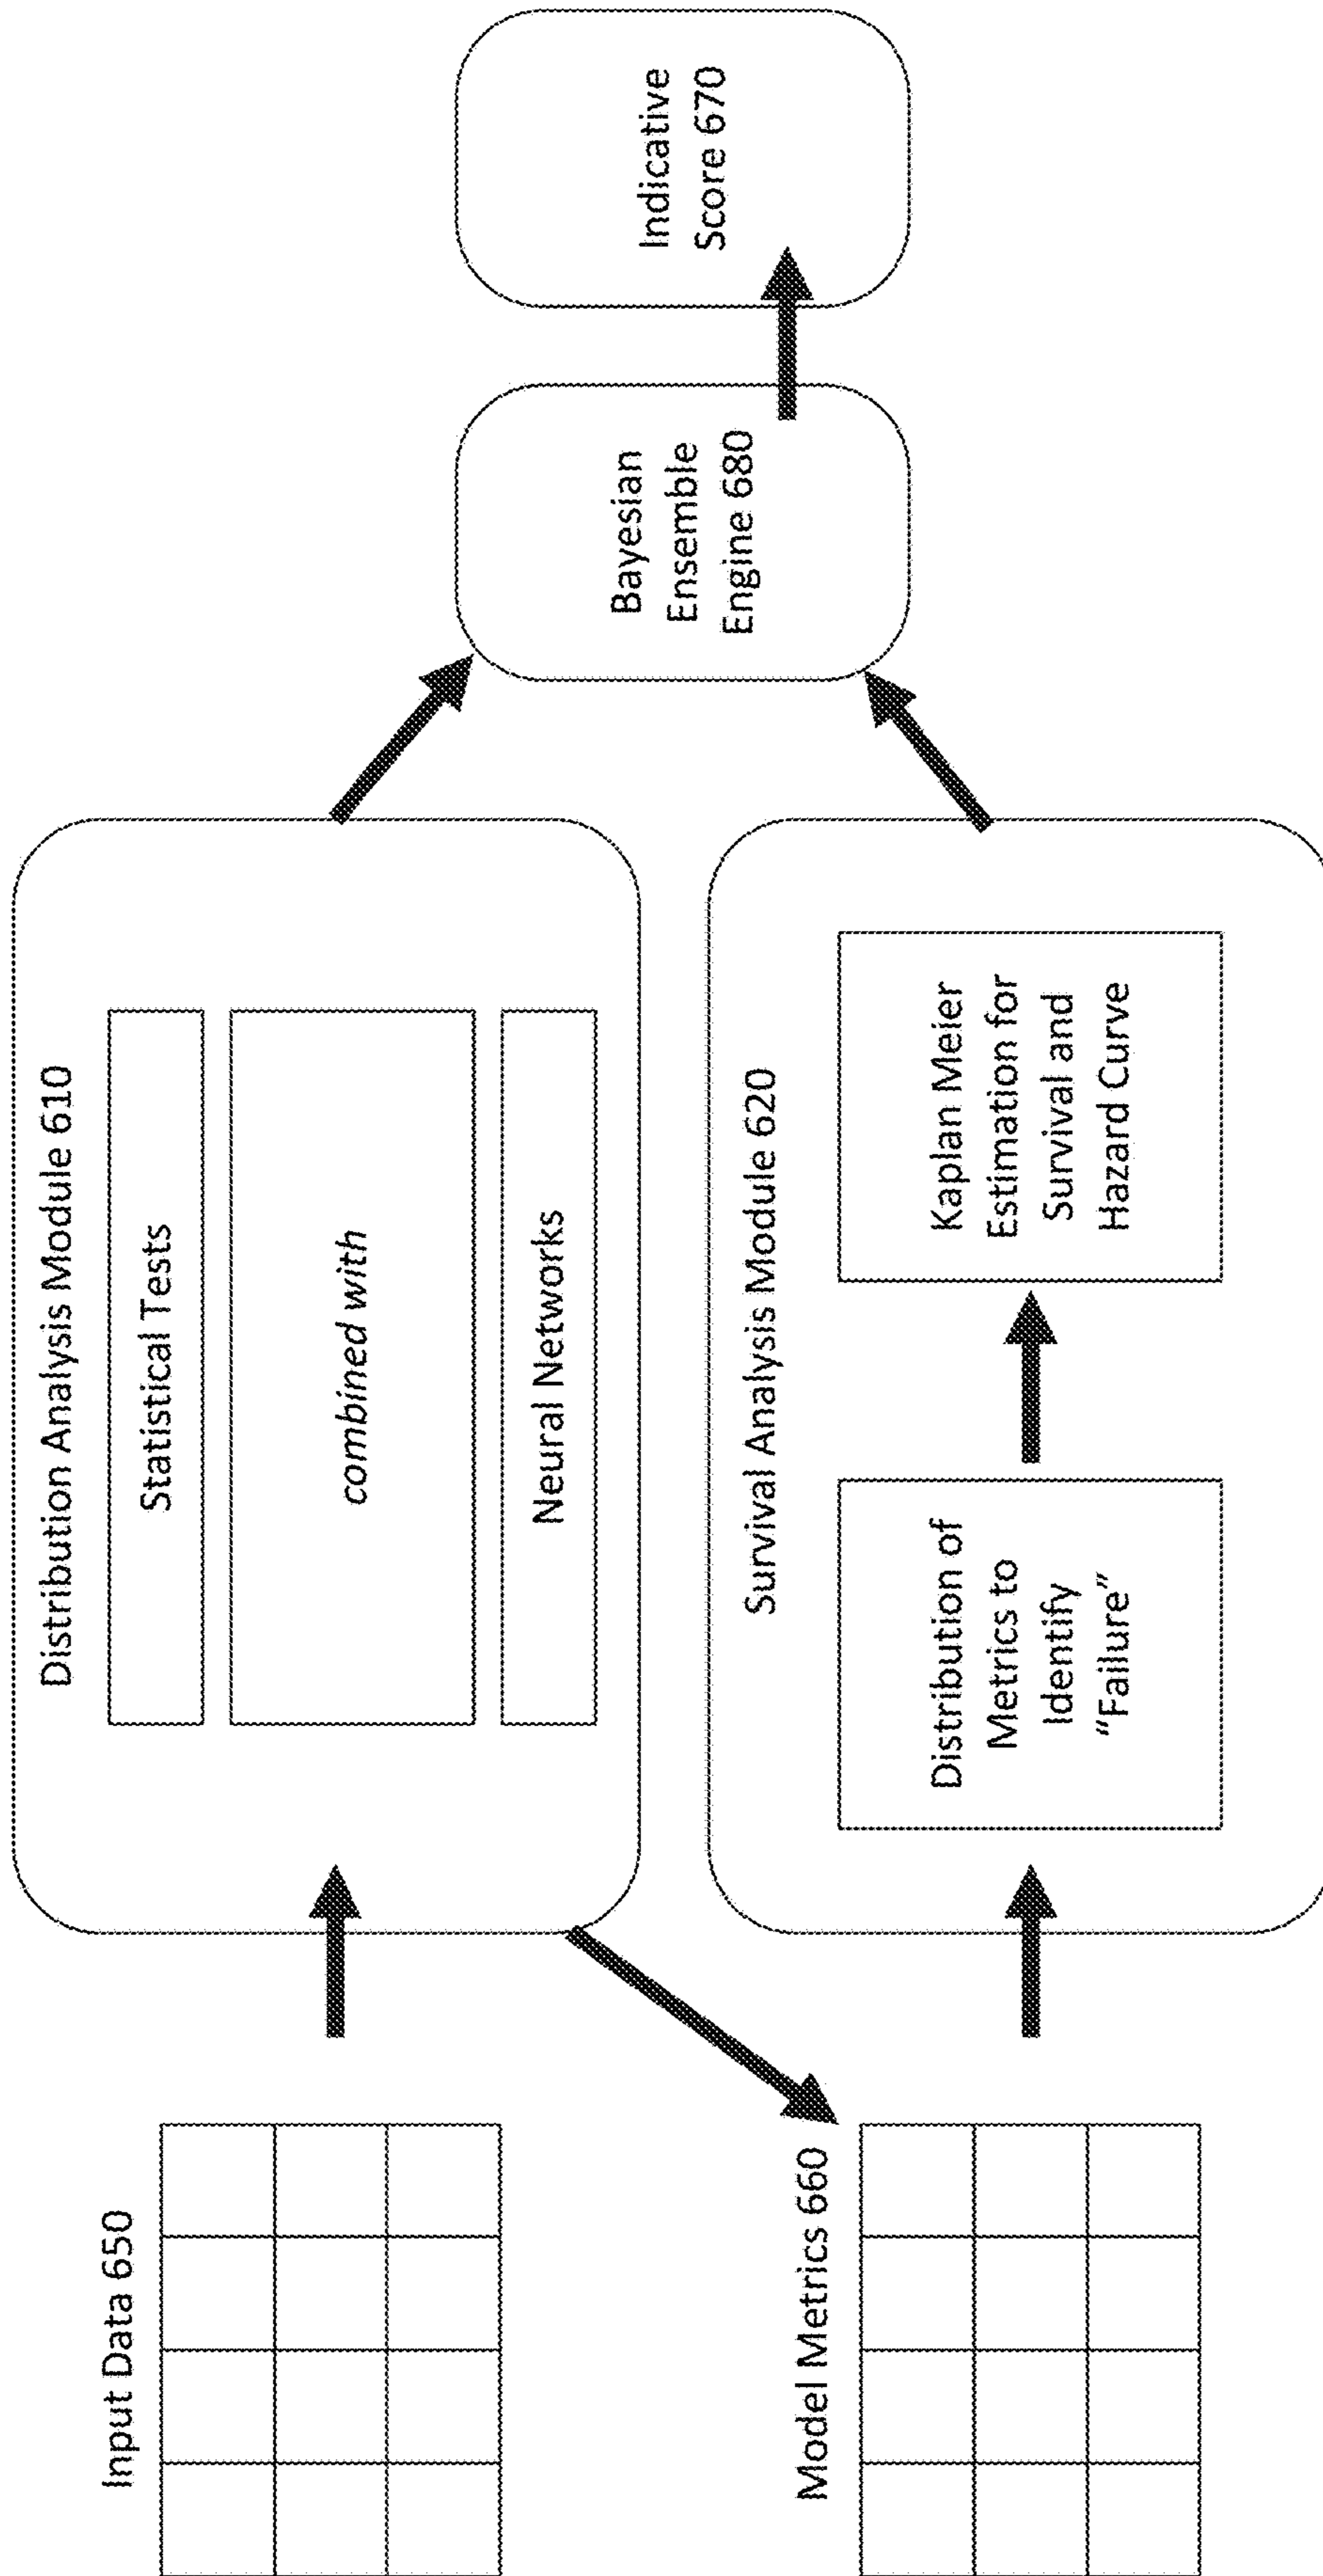 Input Data 650
Distribution Analysis Module 610
Statistical Tests
combined with
Neural Networks
Model Metrics 660
Survival Analysis Module 620
Distribution of
Metrics to
Identify
“Failure”
Kaplan Meier
Estimation for
Survival and
Hazard Curve
Bayesian
Ensemble
Engine 680
Indicative
Score 670